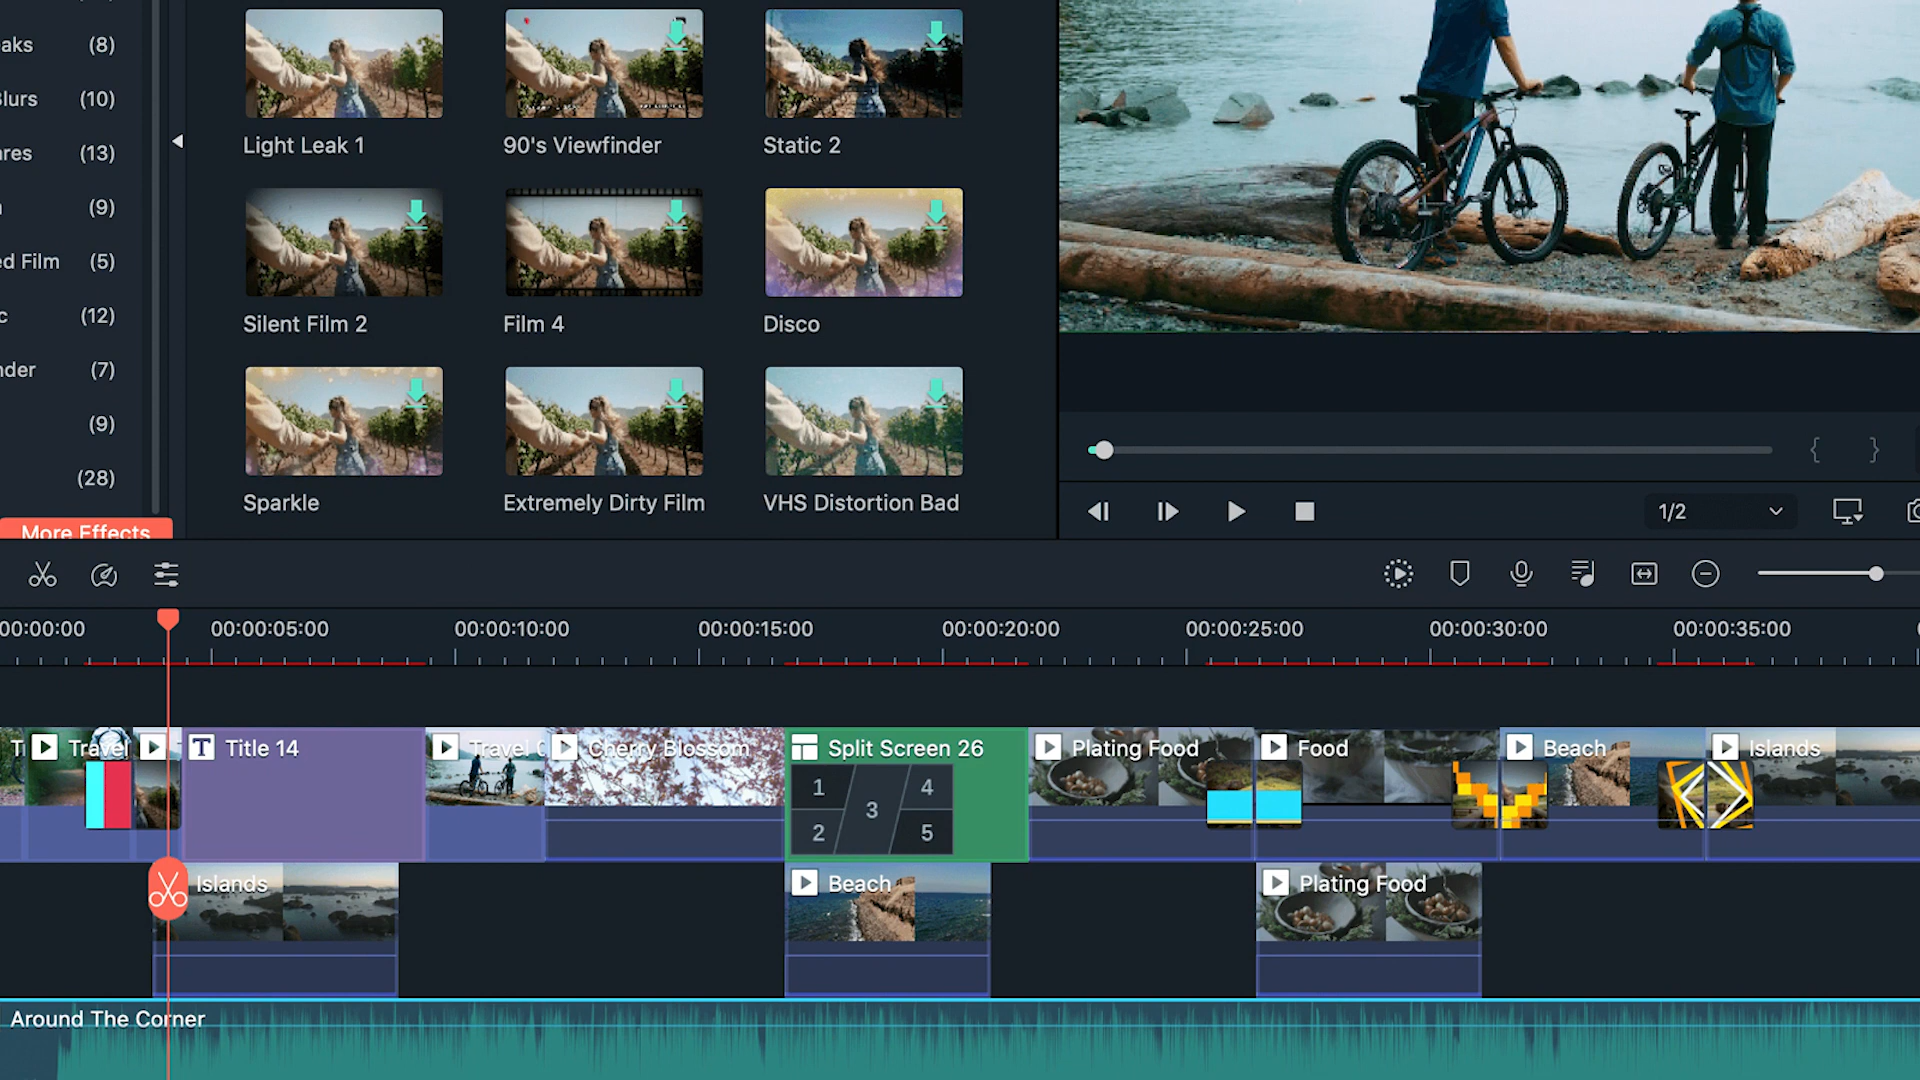 aks (8)
Blurs (10)
ares (13)
(9)
ed Film (5)
c (12)
nder (7)
(9)
(28)
More Effects
Light Leak 1
90's Viewfinder
Static 2
Silent Film 2
Film 4
Disco
Sparkle
Extremely Dirty Film
VHS Distortion Bad
{ }
1/2
00:00:00
00:00:05:00
00:00:10:00
00:00:15:00
00:00:20:00
00:00:25:00
00:00:30:00
00:00:35:00
Travel
T Title 14
Travel
Cherry Blossom
Split Screen 26
1
2
3
4
5
Plating Food
Food
Beach
Islands
Islands
Beach
Plating Food
Around The Corner